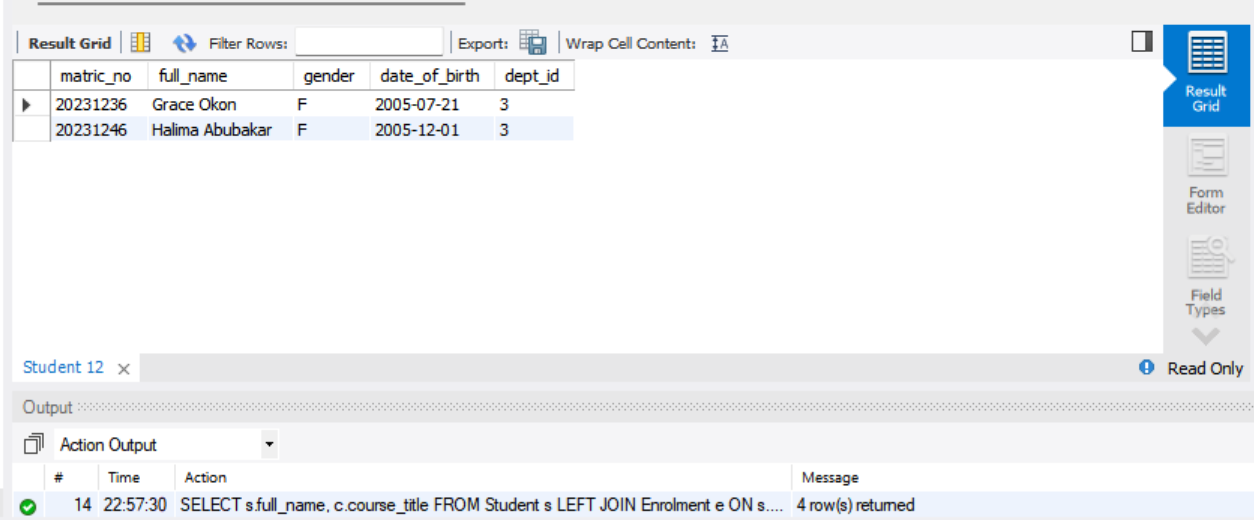 Result Grid Filter Rows: Export: Wrap Cell Content: IA
matric_no full_name gender date_of_birth dept_id
20231236 Grace Okon F 2005-07-21 3
20231246 Halima Abubakar F 2005-12-01 3
Result
Grid
Form
Editor
Field
Types
Student 12 Read Only
Output
Action Output
# Time Action Message
14 22:57:30 SELECT s.full_name, c.course_title FROM Student s LEFT JOIN Enrolment e ON s.... 4 row(s) returned